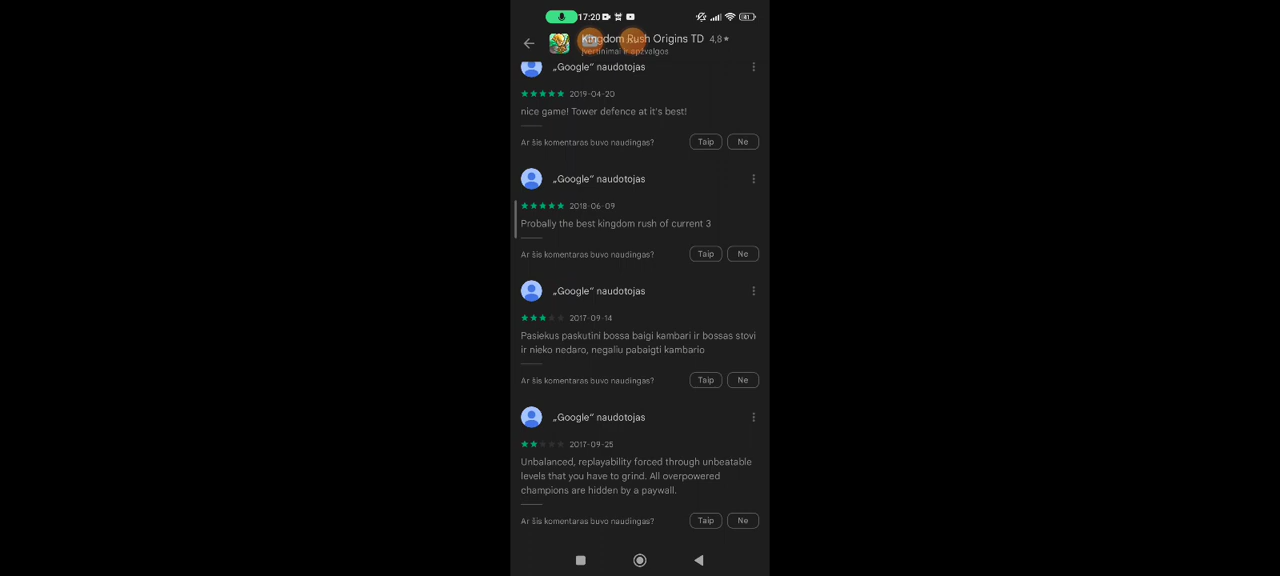 17:20
81
Kingdom Rush Origins TD 4,8★
Įvertinimai ir apžvalgos
„Google“ naudotojas
2019-04-20
nice game! Tower defence at it's best!
Ar šis komentaras buvo naudingas? Taip Ne
„Google“ naudotojas
2018-06-09
Probally the best kingdom rush of current 3
Ar šis komentaras buvo naudingas? Taip Ne
„Google“ naudotojas
2017-09-14
Pasiekus paskutini bossa baigi kambari ir bossas stovi
ir nieko nedaro, negaliu pabaigti kambario
Ar šis komentaras buvo naudingas? Taip Ne
„Google“ naudotojas
2017-09-25
Unbalanced, replayability forced through unbeatable
levels that you have to grind. All overpowered
champions are hidden by a paywall.
Ar šis komentaras buvo naudingas? Taip Ne